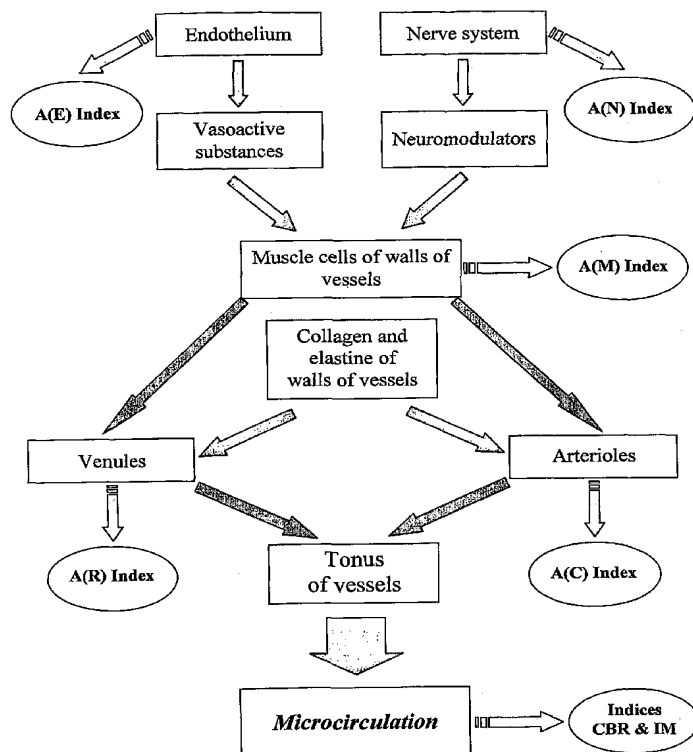 Endothelium
Nerve system
A(E) Index
A(N) Index
Vasoactive
substances
Neuromodulators
Muscle cells of walls of
vessels
A(M) Index
Collagen and
elastine of
walls of vessels
Venules
Arterioles
A(R) Index
Tonus
of vessels
A(C) Index
Microcirculation
Indices
CBR & IM